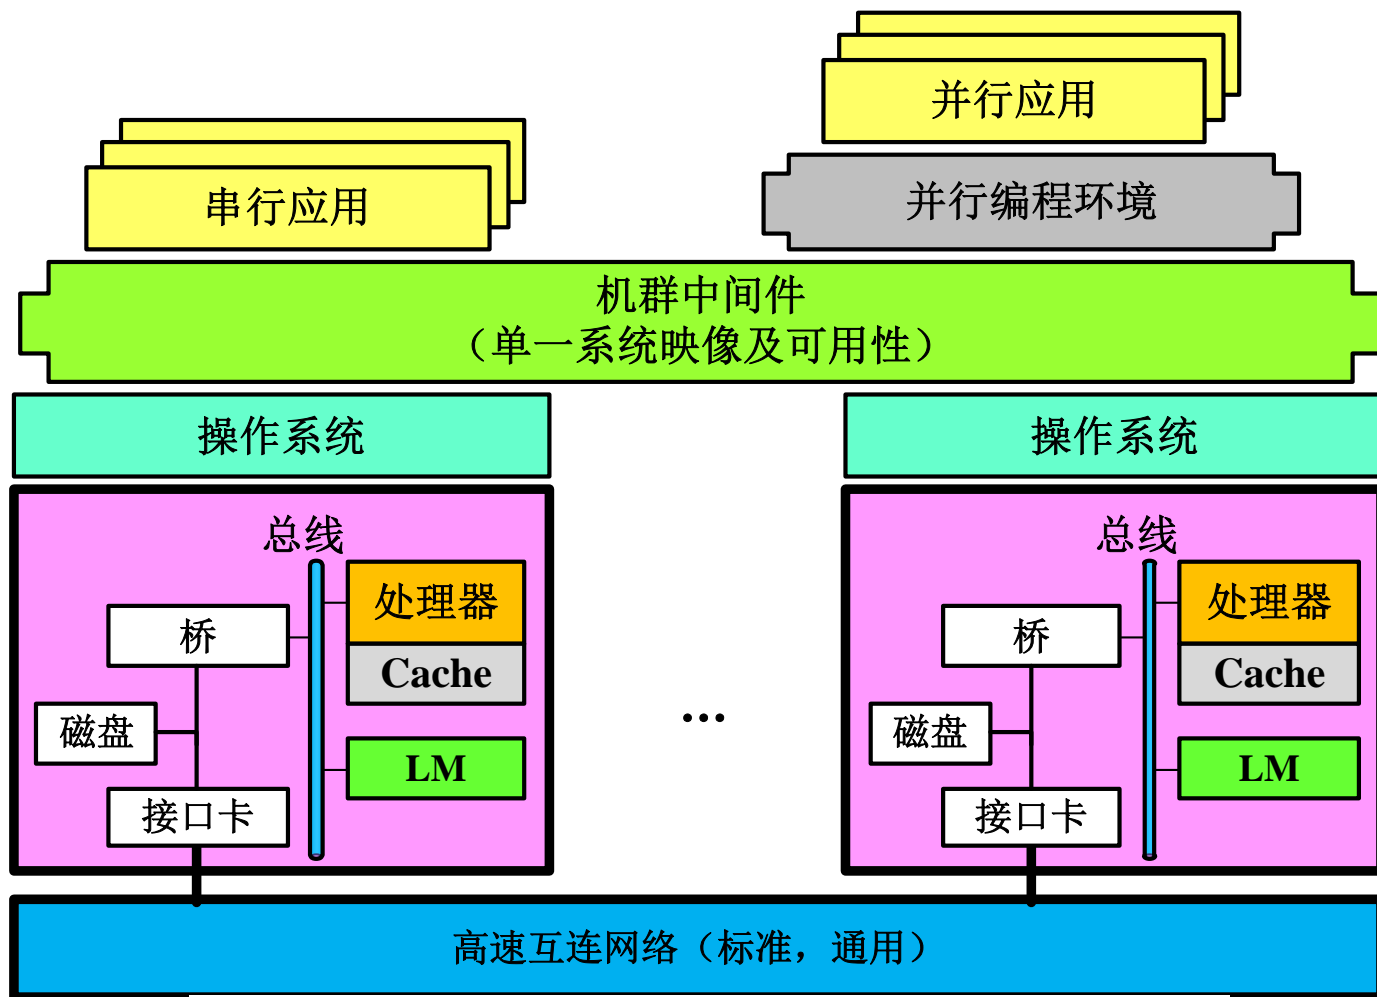 并行应用
串行应用
并行编程环境
机群中间件
（单一系统映像及可用性）
操作系统
操作系统
总线
处理器
桥
Cache
磁盘
LM
接口卡
...
总线
处理器
桥
Cache
磁盘
LM
接口卡
高速互连网络（标准，通用）